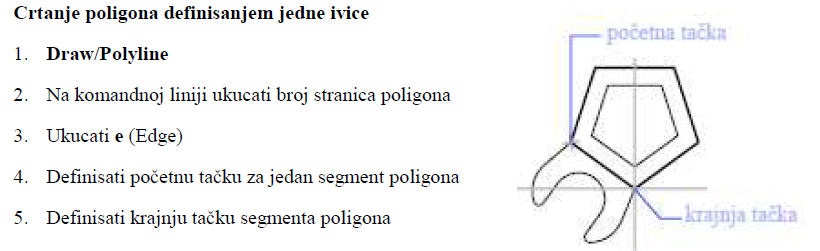 Crtanje poligona definisanjem jedne ivice
1. Draw/Polyline
2. Na komandnoj liniji ukucati broj stranica poligona
3. Ukucati e (Edge)
4. Definisati početnu tačku za jedan segment poligona
5. Definisati krajnju tačku segmenta poligona
početna tačka
krajnja tačka